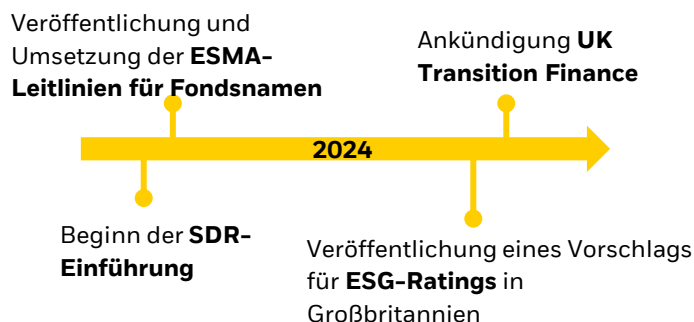 Veröffentlichung und
Umsetzung der ESMA-
Leitlinien für Fondsnamen
Ankündigung UK
Transition Finance
2024
Beginn der SDR-
Einführung
Veröffentlichung eines Vorschlags
für ESG-Ratings in
Großbritannien